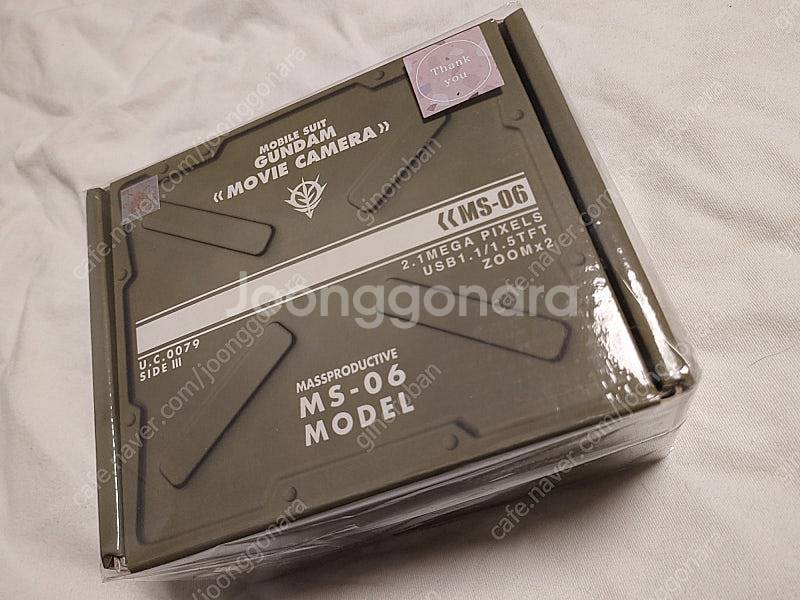 Thank
you
MOBILE SUIT
GUNDAM
《MOVIE CAMERA》
《MS-06
2.1MEGA PIXELS
USB1.1/1.5TFT
ZOOMx2
U.C.0079
SIDE III
MASSPRODUCTIVE
MS-06
MODEL
Joonggonara
cafe.naver.com/joonggonara
ginoroban